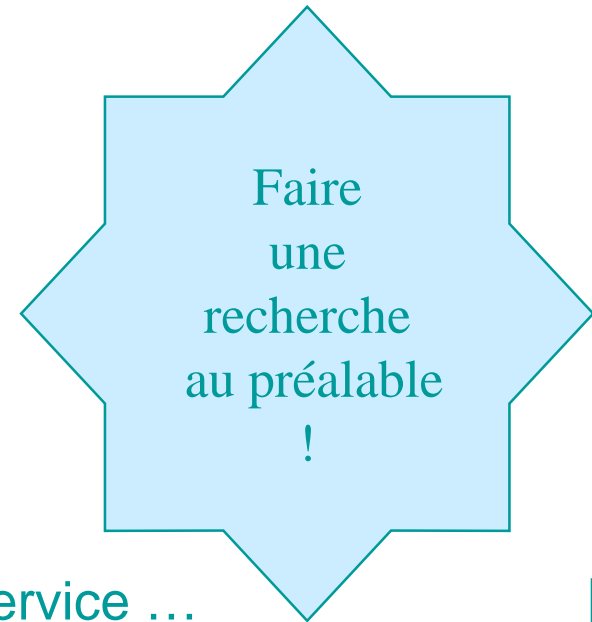 Faire
une
recherche
au préalable
!
ervice …